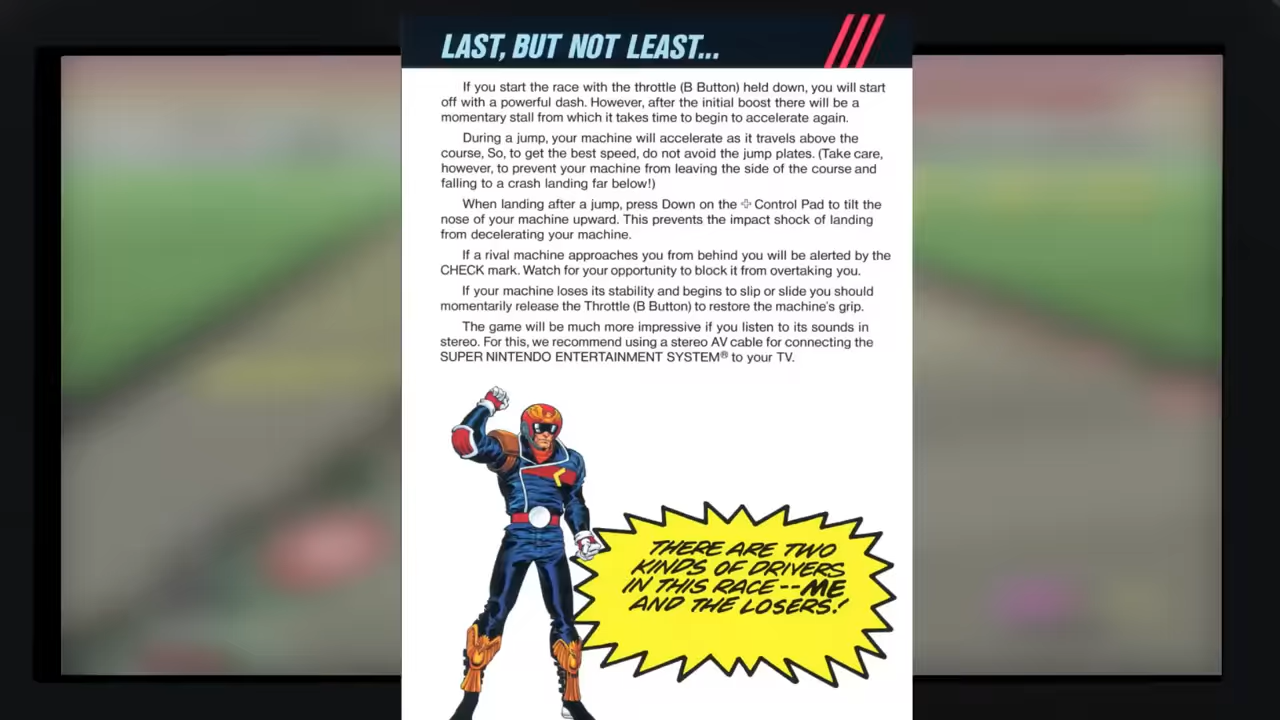 LAST, BUT NOT LEAST...
If you start the race with the throttle (B Button) held down, you will start
off with a powerful dash. However, after the initial boost there will be a
momentary stall from which it takes time to begin to accelerate again.
During a jump, your machine will accelerate as it travels above the
course, So, to get the best speed, do not avoid the jump plates. (Take care,
however, to prevent your machine from leaving the side of the course and
falling to a crash landing far below!)
When landing after a jump, press Down on the Control Pad to tilt the
nose of your machine upward. This prevents the impact shock of landing
from decelerating your machine.
If a rival machine approaches you from behind you will be alerted by the
CHECK mark. Watch for your opportunity to block it from overtaking you.
If your machine loses its stability and begins to slip or slide you should
momentarily release the Throttle (B Button) to restore the machine's grip.
The game will be much more impressive if you listen to its sounds in
stereo. For this, we recommend using a stereo AV cable for connecting the
SUPER NINTENDO ENTERTAINMENT SYSTEM® to your TV.
THERE ARE TWO
KINDS OF DRIVERS
IN THIS RACE--ME
AND THE LOSERS!